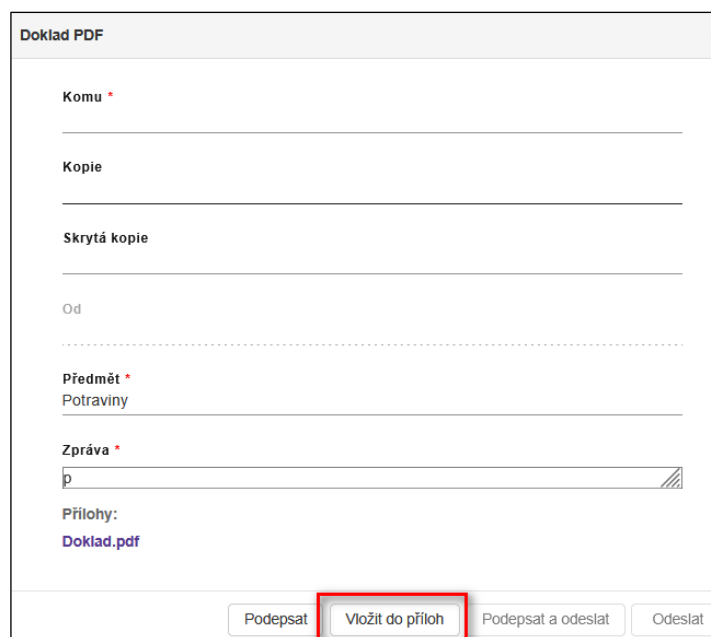 Doklad PDF
Komu *
Kopie
Skrytá kopie
Od
Předmět *
Potraviny
Zpráva *
p
Přílohy:
Doklad.pdf
Podepsat Vložit do příloh Podepsat a odeslat Odeslat